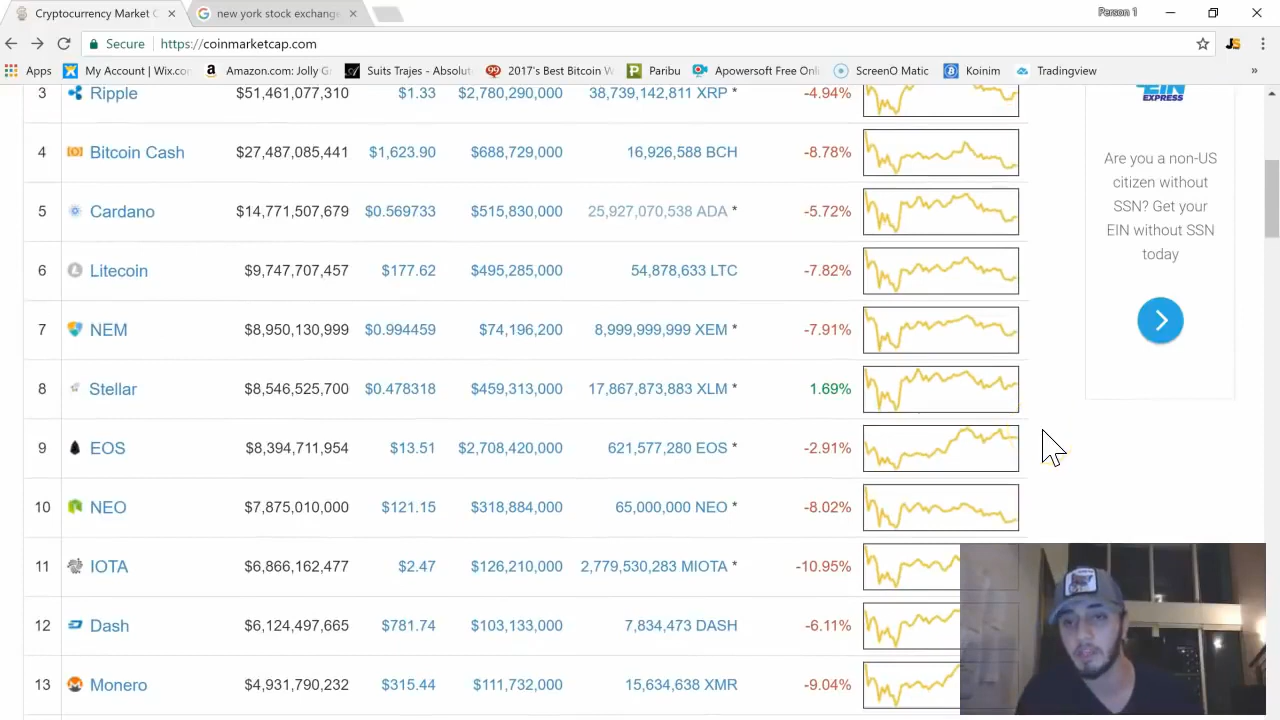 Cryptocurrency Market C
new york stock exchang
Person 1
Secure https://coinmarketcap.com
Apps My Account | Wix.co Amazon.com: Jolly G Suits Trajes - Absolut 2017's Best Bitcoin W Paribu Apowersoft Free Onl ScreenO Matic Koinim Tradingview »
3 Ripple $51,461,077,310 $1.33 $2,780,290,000 38,739,142,811 XRP * -4.94%
4 Bitcoin Cash $27,487,085,441 $1,623.90 $688,729,000 16,926,588 BCH -8.78%
5 Cardano $14,771,507,679 $0.569733 $515,830,000 25,927,070,538 ADA * -5.72%
6 Litecoin $9,747,707,457 $177.62 $495,285,000 54,878,633 LTC -7.82%
7 NEM $8,950,130,999 $0.994459 $74,196,200 8,999,999,999 XEM * -7.91%
8 Stellar $8,546,525,700 $0.478318 $459,313,000 17,867,873,883 XLM * 1.69%
9 EOS $8,394,711,954 $13.51 $2,708,420,000 621,577,280 EOS * -2.91%
10 NEO $7,875,010,000 $121.15 $318,884,000 65,000,000 NEO * -8.02%
11 IOTA $6,866,162,477 $2.47 $126,210,000 2,779,530,283 MIOTA * -10.95%
12 Dash $6,124,497,665 $781.74 $103,133,000 7,834,473 DASH -6.11%
13 Monero $4,931,790,232 $315.44 $111,732,000 15,634,638 XMR -9.04%
EIN
EXPRESS
Are you a non-US
citizen without
SSN? Get your
EIN without SSN
today